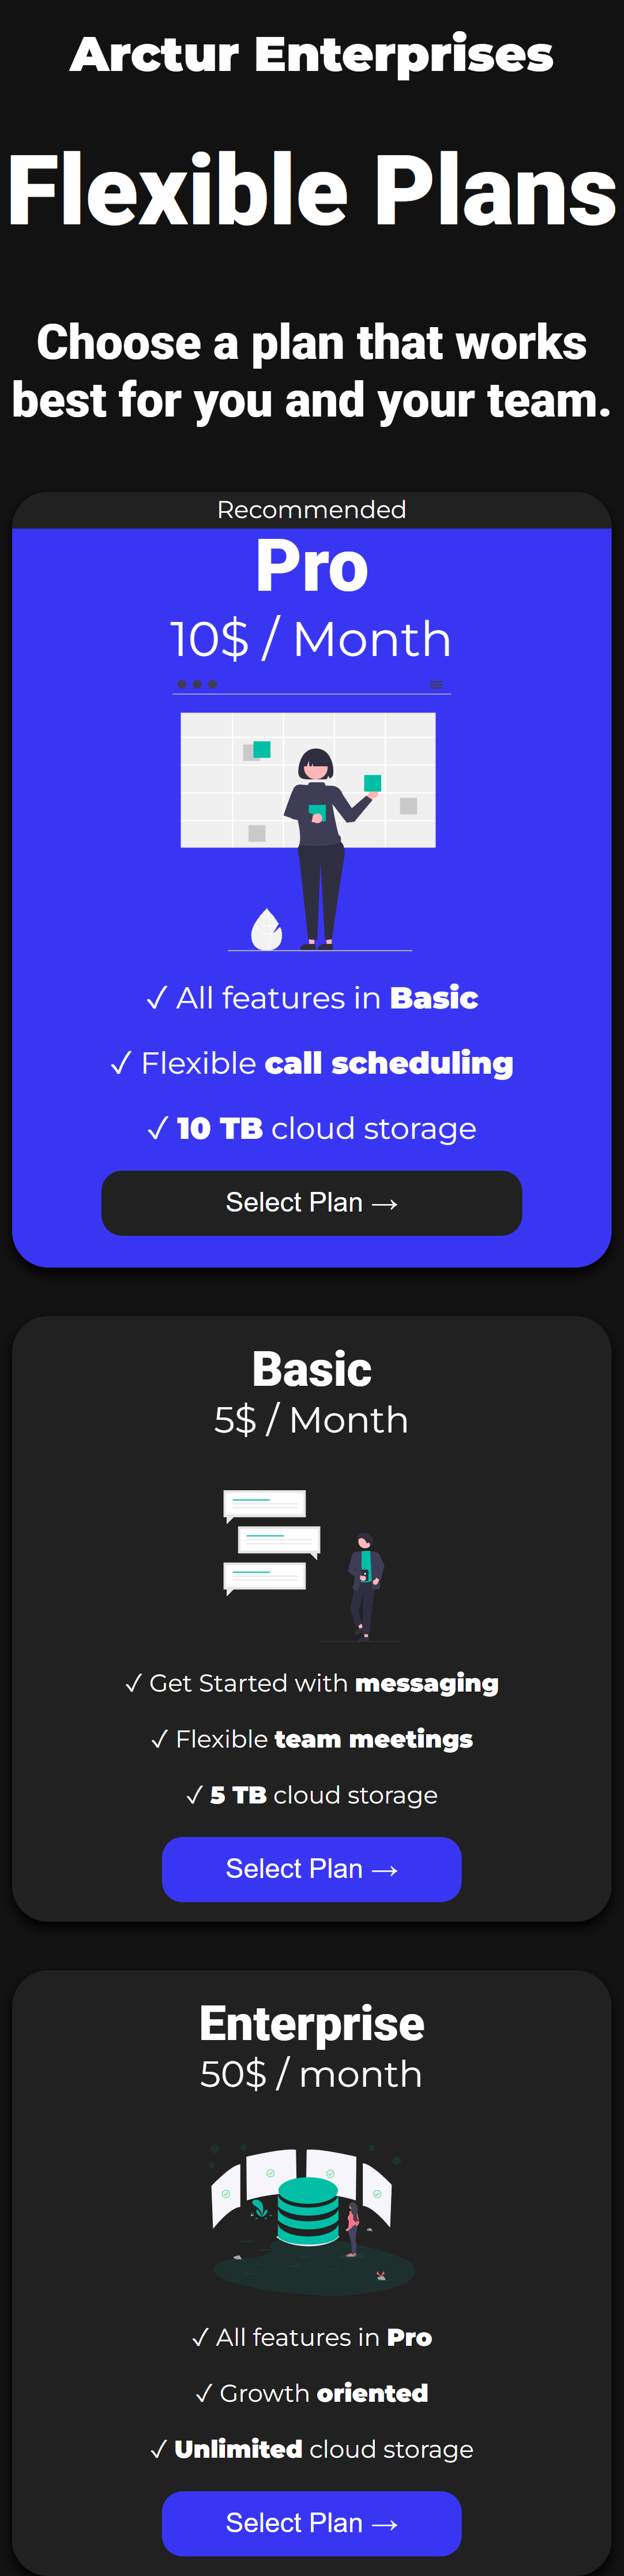 Arctur Enterprises
Flexible Plans
Choose a plan that works
best for you and your team.
Recommended
Pro
10$ / Month
✓ All features in Basic
✓ Flexible call scheduling
✓ 10 TB cloud storage
Select Plan →
Basic
5$ / Month
✓ Get Started with messaging
✓ Flexible team meetings
✓ 5 TB cloud storage
Select Plan →
Enterprise
50$ / month
✓ All features in Pro
✓ Growth oriented
✓ Unlimited cloud storage
Select Plan →